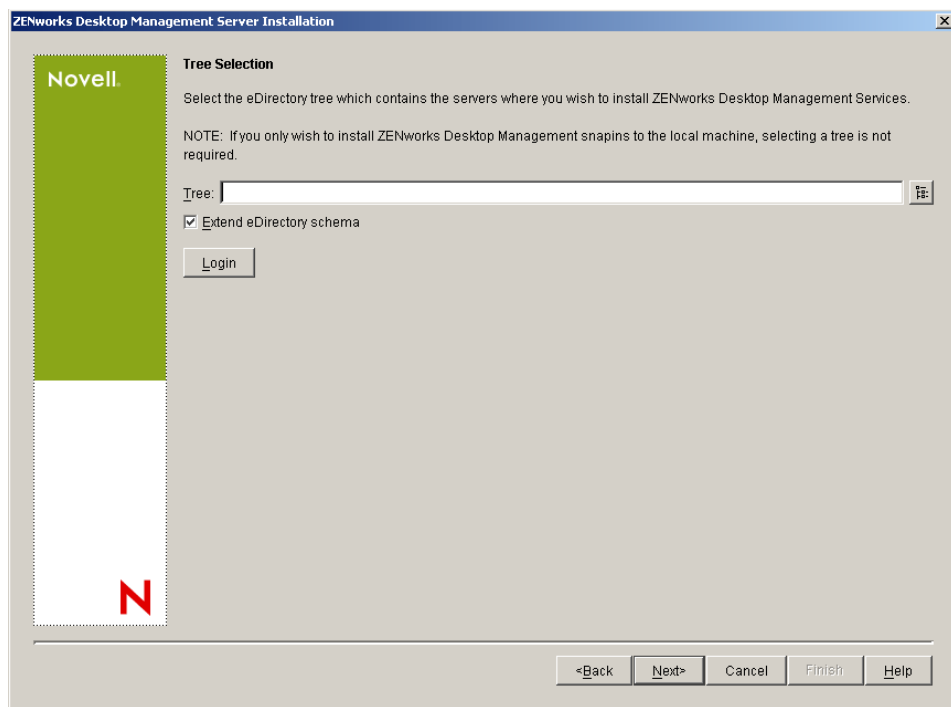 ZENworks Desktop Management Server Installation
Novell.
Tree Selection
Select the eDirectory tree which contains the servers where you wish to install ZENworks Desktop Management Services.
NOTE: If you only wish to install ZENworks Desktop Management snapins to the local machine, selecting a tree is not
required.
Tree:
Extend eDirectory schema
Login
N
<Back Next> Cancel Finish Help